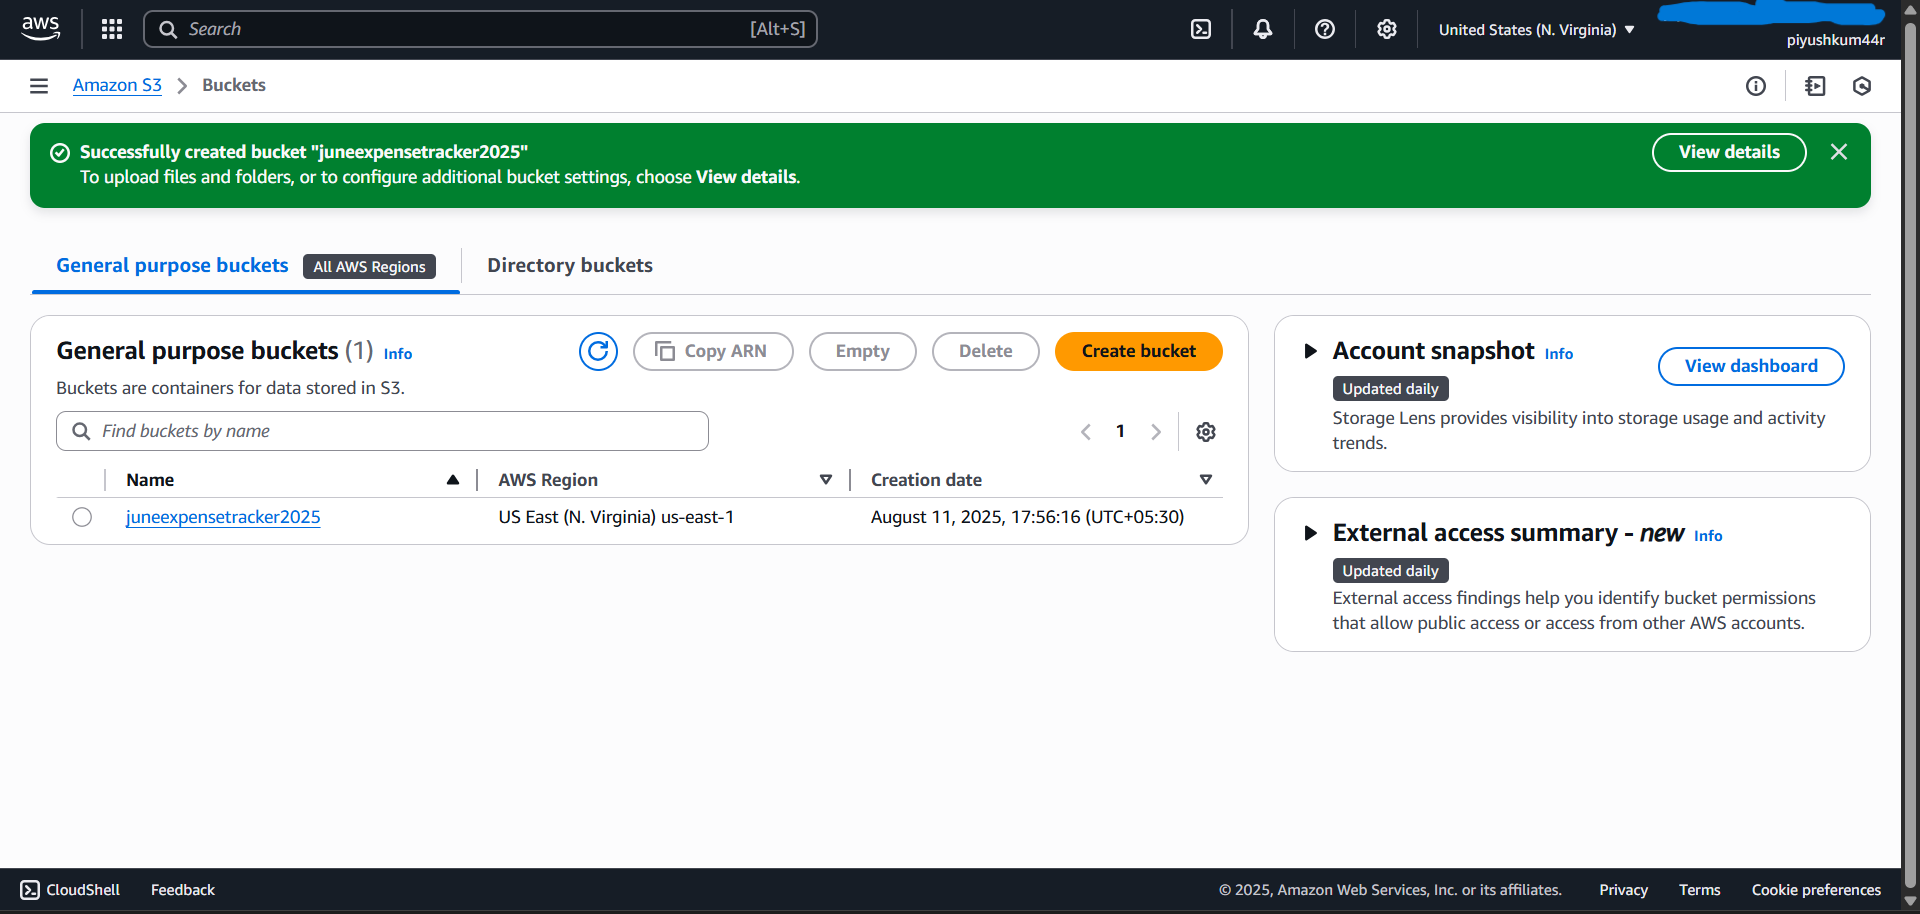 aws
Search [Alt+S]
United States (N. Virginia)
piyushkum44r
Amazon S3 Buckets
Successfully created bucket "juneexpensetracker2025"
To upload files and folders, or to configure additional bucket settings, choose View details.
View details
General purpose buckets All AWS Regions
Directory buckets
General purpose buckets (1) Info
Copy ARN
Empty
Delete
Create bucket
Buckets are containers for data stored in S3.
Find buckets by name
1
Name AWS Region Creation date
juneexpensetracker2025 US East (N. Virginia) us-east-1 August 11, 2025, 17:56:16 (UTC+05:30)
Account snapshot Info
View dashboard
Updated daily
Storage Lens provides visibility into storage usage and activity
trends.
External access summary - new Info
Updated daily
External access findings help you identify bucket permissions
that allow public access or access from other AWS accounts.
CloudShell Feedback © 2025, Amazon Web Services, Inc. or its affiliates. Privacy Terms Cookie preferences